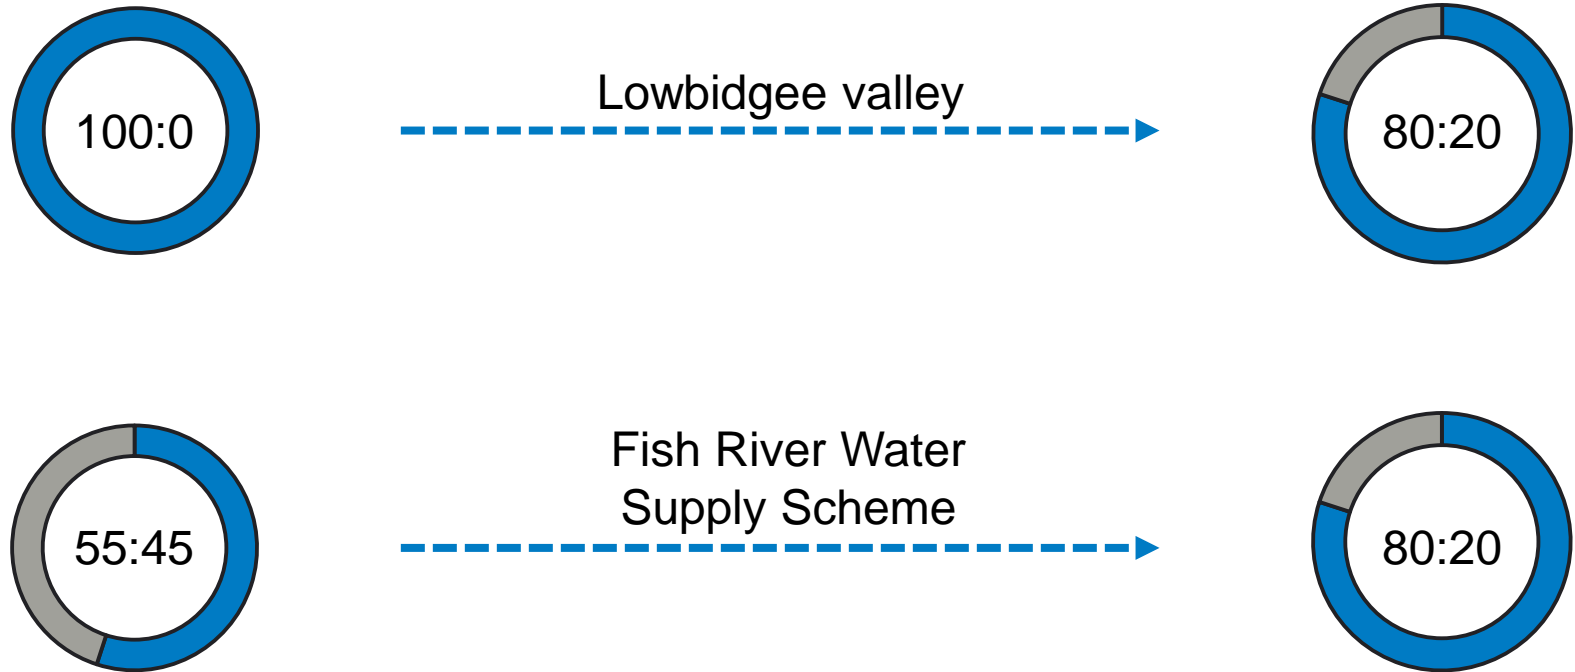 100:0
Lowbidgee valley
80:20
55:45
Fish River Water
Supply Scheme
80:20